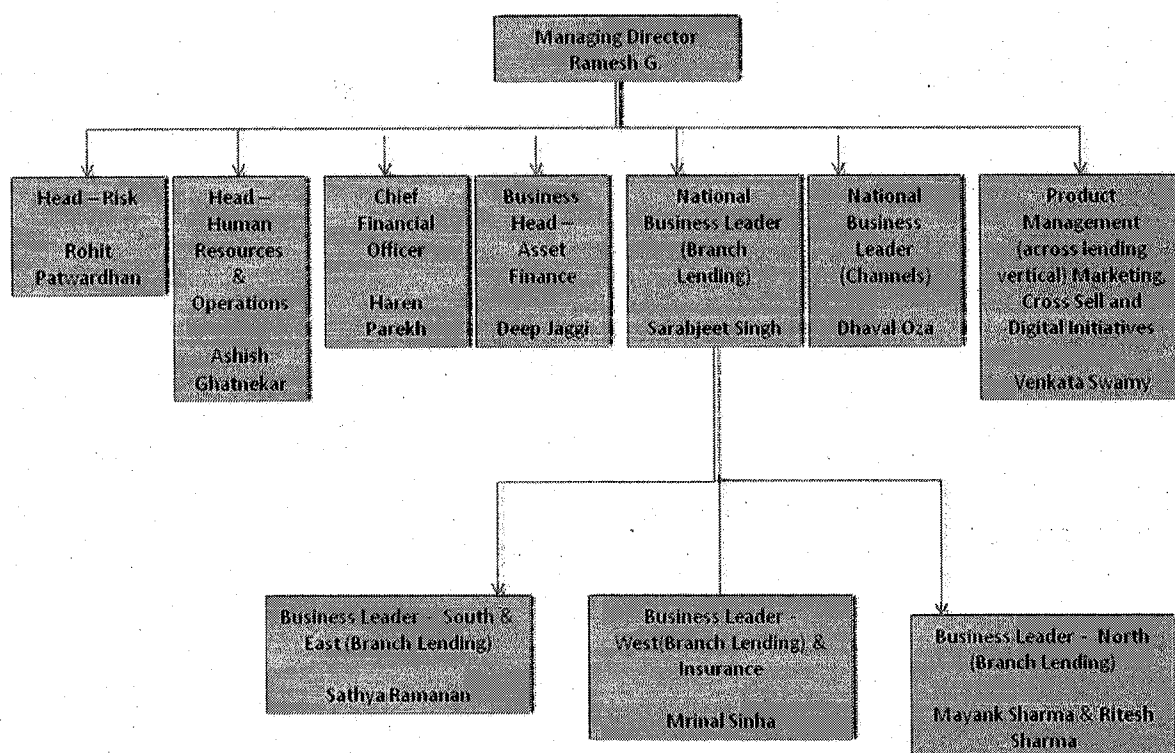 Managing Director
Ramesh G.
Head – Risk
Rohit
Patwardhan
Head –
Human
Resources
&
Operations
Ashish
Ghatnekar
Chief
Financial
Officer
Haren
Parekh
Business
Head –
Asset
Finance
Deep Jaggi
National
Business Leader
(Branch
Lending)
Sarabjeet Singh
National
Business
Leader
(Channels)
Dhaval Oza
Product
Management
(across lending
vertical) Marketing,
Cross Sell and
Digital Initiatives
Venkata Swamy
Business Leader - South &
East (Branch Lending)
Sathya Ramanan
Business Leader -
West(Branch Lending) &
Insurance
Mrinal Sinha
Business Leader - North
(Branch Lending)
Mayank Sharma & Ritesh
Sharma